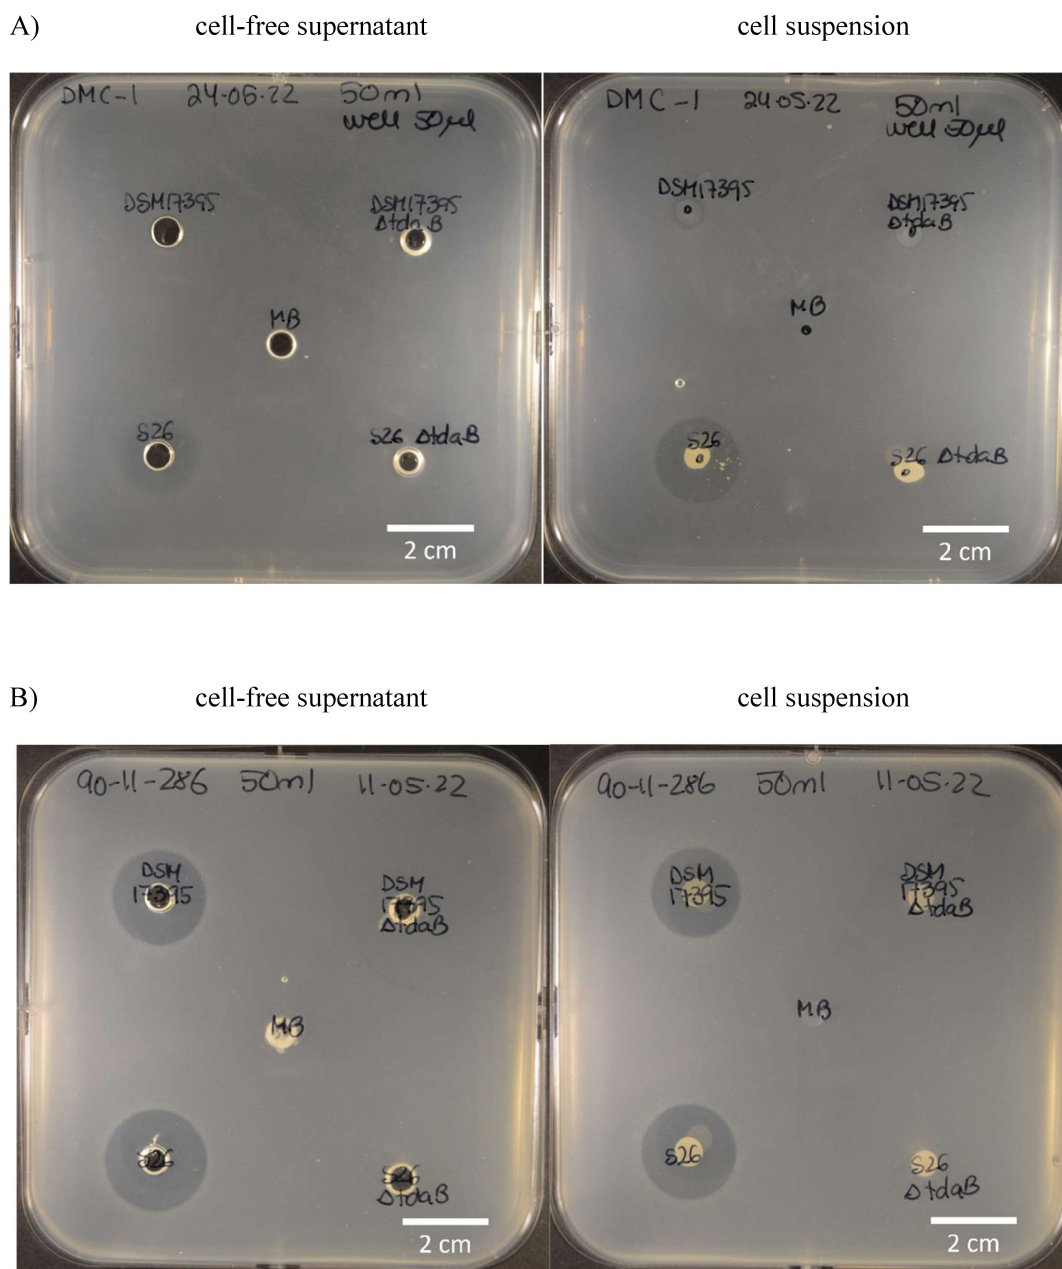 A)
cell-free supernatant
cell suspension
DMC-1 24-05-22 50ml
well 50µl
DSM17395
DSM17395
ΔtdaB
MB
S26
S26 ΔtdaB
2 cm
DMC-1 24.05.22 50ml
well 50µl
DSM17395
DSM17395
ΔtdaB
MB
S26
S26 ΔtdaB
2 cm
B)
cell-free supernatant
cell suspension
90-11-286 50ml 11-05-22
DSM
17395
DSM
17395
ΔtdaB
MB
S26
S26
ΔtdaB
2 cm
90-11-286 50ml 11-05-22
DSM
17395
DSM
17395
ΔtdaB
MB
S26
S26
ΔtdaB
2 cm